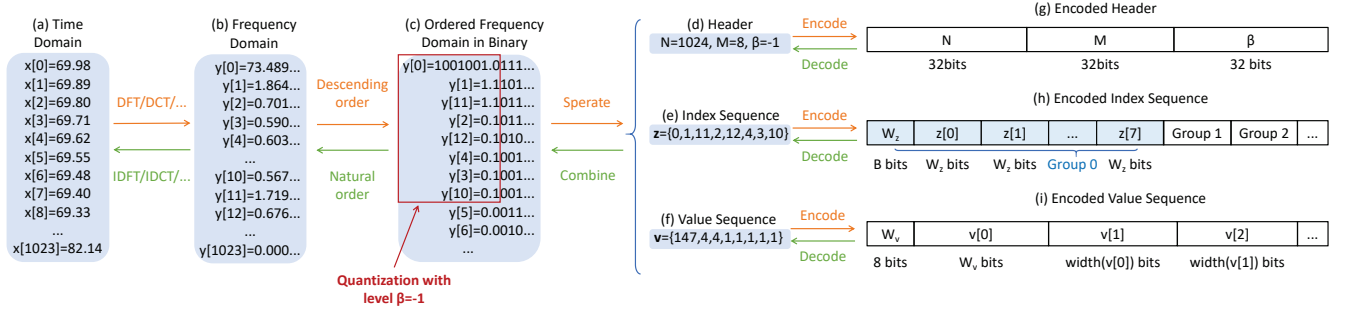 (a) Time
Domain
x[0]=69.98
x[1]=69.89
x[2]=69.80
x[3]=69.71
x[4]=69.62
x[5]=69.55
x[6]=69.48
x[7]=69.40
x[8]=69.33
...
x[1023]=82.14
DFT/DCT/...
IDFT/IDCT/...
(b) Frequency
Domain
y[0]=73.489...
y[1]=1.864...
y[2]=0.701...
y[3]=0.590...
y[4]=0.603...
...
y[10]=0.567...
y[11]=1.719...
y[12]=0.676...
...
y[1023]=0.000...
Descending
order
Natural
order
(c) Ordered Frequency
Domain in Binary
y[0]=1001001.0111...
y[1]=1.1101...
y[11]=1.1011...
y[2]=0.1011...
y[12]=0.1010...
y[4]=0.1001...
y[3]=0.1001...
y[10]=0.1001...
y[5]=0.0011...
y[6]=0.0010...
...
Quantization with
level β=-1
Sperate
Combine
(d) Header
N=1024, M=8, β=-1
Encode
Decode
(g) Encoded Header
N M β
32bits 32bits 32 bits
(e) Index Sequence
z={0,1,11,2,12,4,3,10}
Encode
Decode
(h) Encoded Index Sequence
Wz z[0] z[1] ... z[7] Group 1 Group 2 ...
8 bits Wz bits Wz bits Group 0 Wz bits
(f) Value Sequence
v={147,4,4,1,1,1,1,1}
Encode
Decode
(i) Encoded Value Sequence
Wv v[0] v[1] v[2] ...
8 bits Wv bits width(v[0]) bits width(v[1]) bits